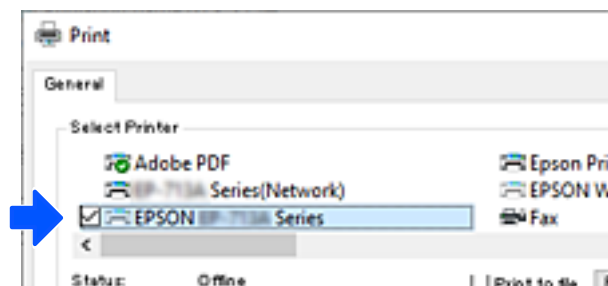 Print
General
Select Printer
Adobe PDF
Epson Pri
Series(Network)
EPSON W
EPSON Series
Fax
Status: Offline
Print to file